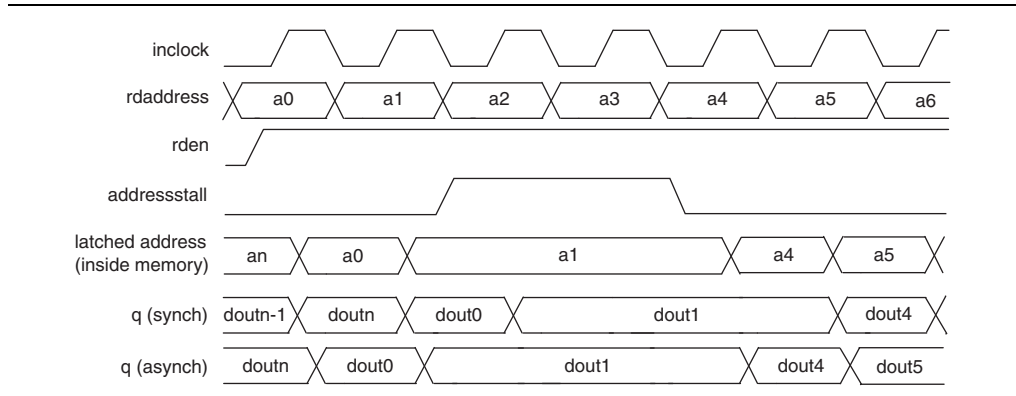 inclock
rdaddress a0 a1 a2 a3 a4 a5 a6
rden
addressstall
latched address
(inside memory) an a0 a1 a4 a5
q (synch) doutn-1 doutn dout0 dout1 dout4
q (asynch) doutn dout0 dout1 dout4 dout5